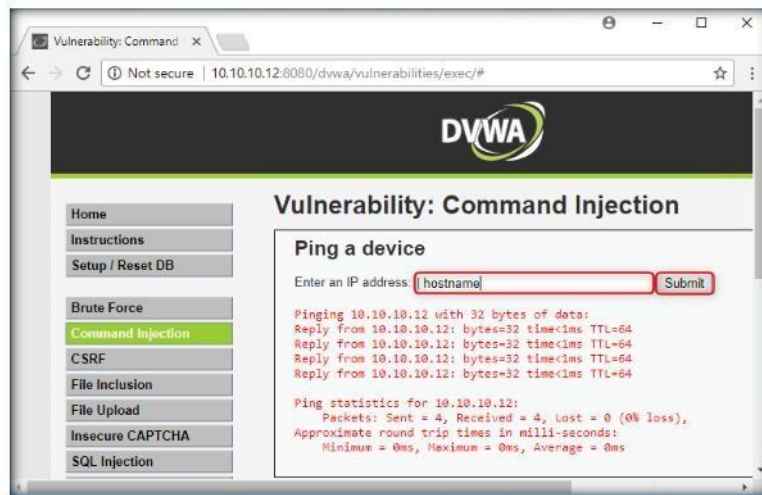 Vulnerability: Command
Not secure | 10.10.10.12:8080/dvwa/vulnerabilities/exec/#
DVWA
Home
Instructions
Setup / Reset DB
Brute Force
Command Injection
CSRF
File Inclusion
File Upload
Insecure CAPTCHA
SQL Injection
Vulnerability: Command Injection
Ping a device
Enter an IP address: | hostname Submit
Pinging 10.10.10.12 with 32 bytes of data:
Reply from 10.10.10.12: bytes=32 time<1ms TTL=64
Reply from 10.10.10.12: bytes=32 time<1ms TTL=64
Reply from 10.10.10.12: bytes=32 time<1ms TTL=64
Reply from 10.10.10.12: bytes=32 time<1ms TTL=64
Ping statistics for 10.10.10.12:
Packets: Sent = 4, Received = 4, Lost = 0 (0% loss),
Approximate round trip times in milli-seconds:
Minimum = 0ms, Maximum = 0ms, Average = 0ms